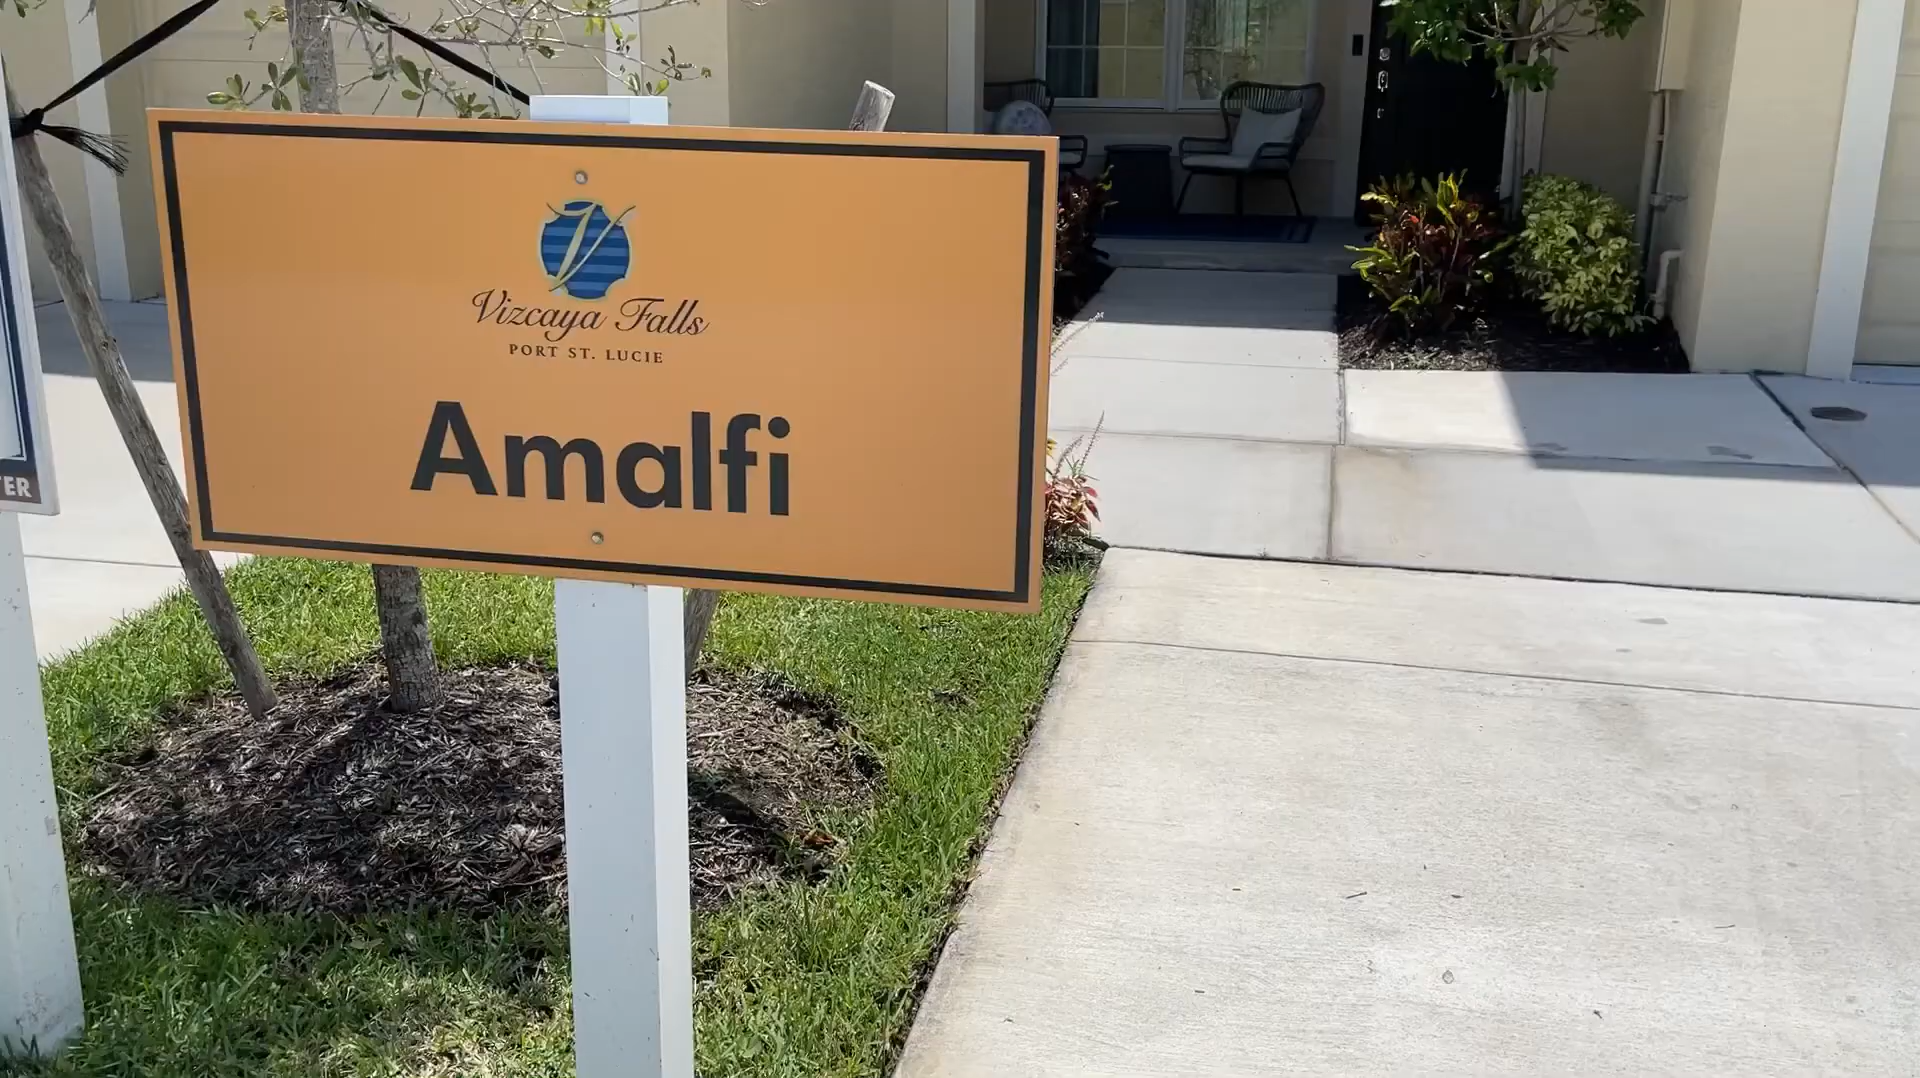 V
Vizcaya Falls
PORT ST. LUCIE
Amalfi
ER